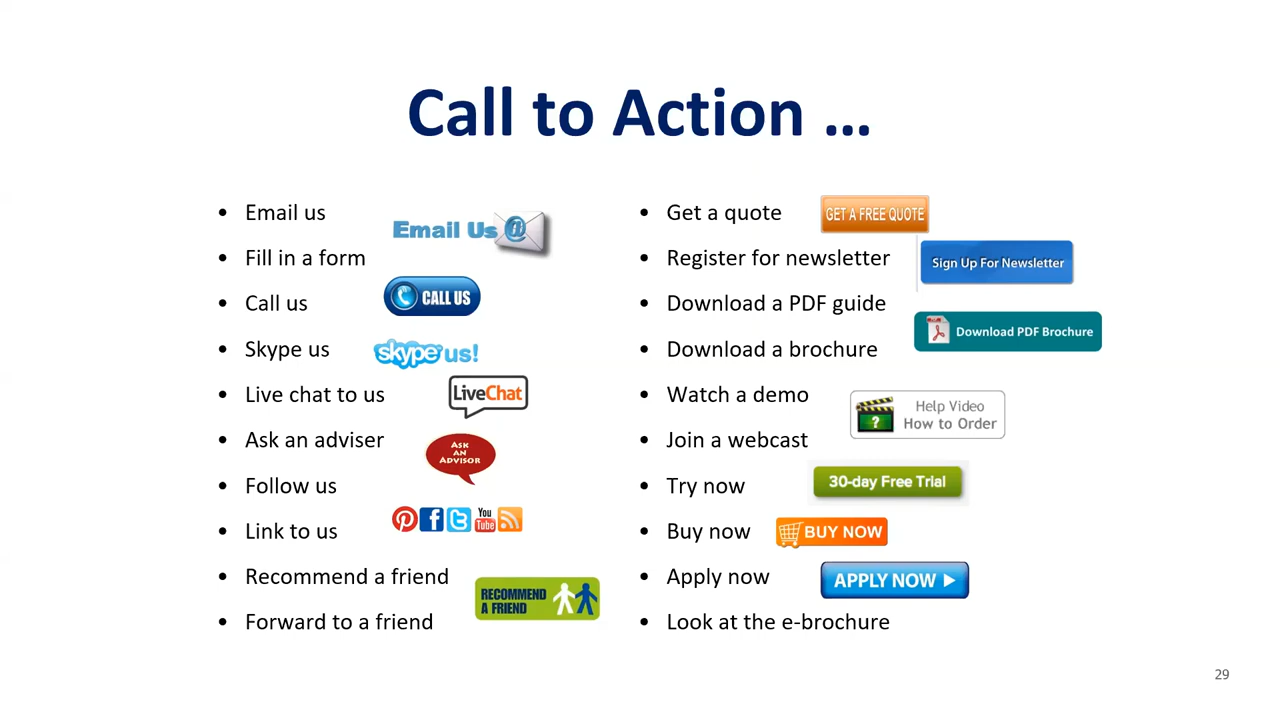 Call to Action ...
• Email us
• Fill in a form
• Call us
• Skype us
• Live chat to us
• Ask an adviser
• Follow us
• Link to us
• Recommend a friend
• Forward to a friend
Email Us @
CALL US
skype us!
LiveChat
ASK
AN
ADVISOR
You
Tube
RECOMMEND
A FRIEND
• Get a quote
• Register for newsletter
• Download a PDF guide
• Download a brochure
• Watch a demo
• Join a webcast
• Try now
• Buy now
• Apply now
• Look at the e-brochure
GET A FREE QUOTE
Sign Up For Newsletter
Download PDF Brochure
?
Help Video
How to Order
30-day Free Trial
BUY NOW
APPLY NOW
29